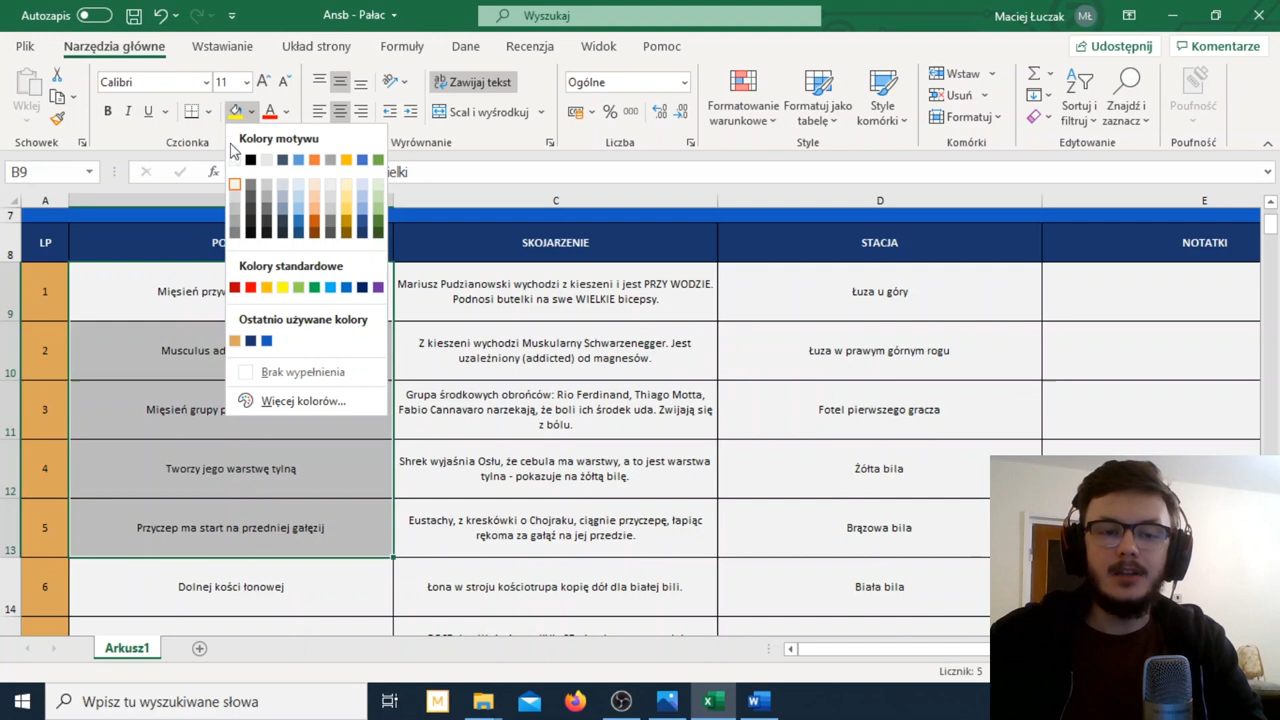 Autozapis
Ansb - Pałac
Wyszukaj
Maciej Łuczak
MŁ
Plik
Narzędzia główne
Wstawianie
Układ strony
Formuły
Dane
Recenzja
Widok
Pomoc
Udostępnij
Komentarze
Wklej
Calibri
11
Zawijaj tekst
Ogólne
B I U
Scal i wyśrodkuj
% 000
Formatowanie warunkowe
Formatuj jako tabelę
Style komórki
Wstaw
Usuń
Formatuj
Sortuj i filtruj
Znajdź i zaznacz
Poufność
Schowek
Czcionka
Wyrównanie
Liczba
Style
Komórki
Edytowanie
Poufność
B9
fx
Kolory motywu
Kolory standardowe
Ostatnio używane kolory
Brak wypełnienia
Więcej kolorów...
A
C
D
E
7
8
LP
SKOJARZENIE
STACJA
NOTATKI
9
1
Mariusz Pudzianowski wychodzi z kieszeni i jest PRZY WODZIE.
Podnosi butelki na swe WIELKIE bicepsy.
Łuza u góry
10
2
Musculus ad
Z kieszeni wychodzi Muskularny Schwarzenegger. Jest
uzależniony (addicted) od magnesów.
Łuza w prawym górnym rogu
11
3
Mięsień grupy
Grupa środkowych obrońców: Rio Ferdinand, Thiago Motta,
Fabio Cannavaro narzekają, że boli ich środek uda. Zwijają się
z bólu.
Fotel pierwszego gracza
12
4
Tworzy jego warstwę tylną
Shrek wyjaśnia Osłu, że cebula ma warstwy, a to jest warstwa
tylna - pokazuje na żółtą bilę.
Żółta bila
13
5
Przyczep ma start na przedniej gałęzij
Eustachy, z kreskówki o Chojraku, ciągnie przyczepę, łapiąc
rękoma za gałąź na jej przedzie.
Brązowa bila
14
6
Dolnej kości łonowej
Łona w stroju kościotrupa kopię dół dla białej bili.
Biała bila
Arkusz1
Licznik: 5
Wpisz tu wyszukiwane słowa